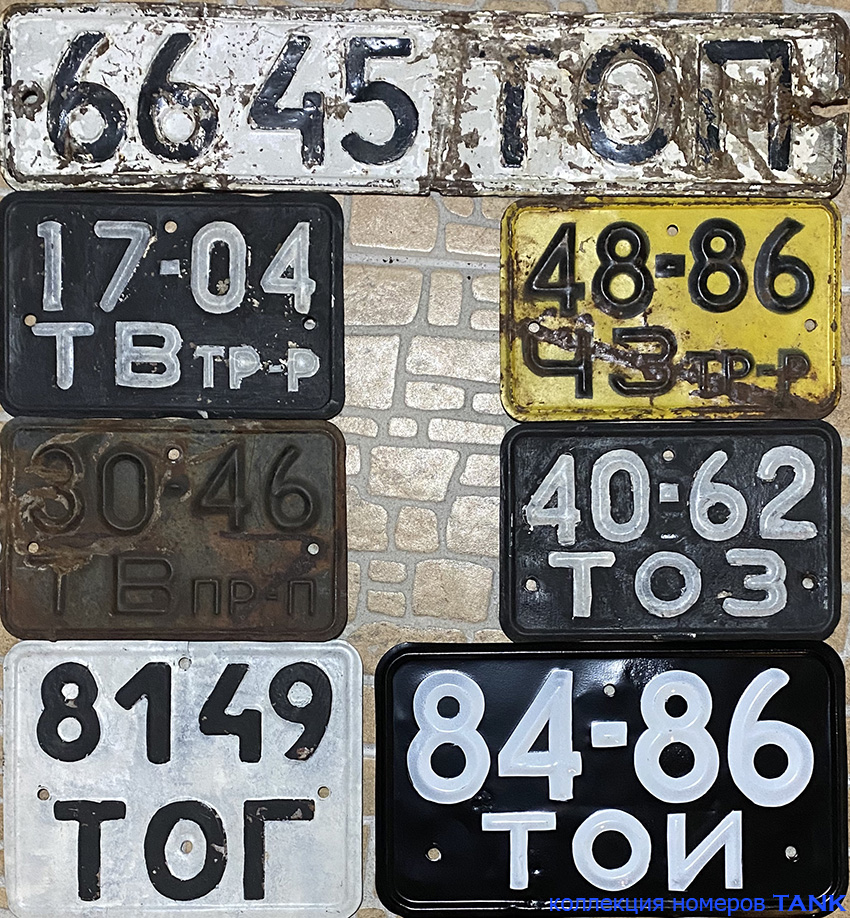 6645 ТОП
17-04
ТВ ТР-Р
48-86
ЧЗ ТР-Р
30-46
ТВ ПР-П
40-62
ТОЗ
8149
ТОГ
84-86
ТОИ
коллекция номеров TANK